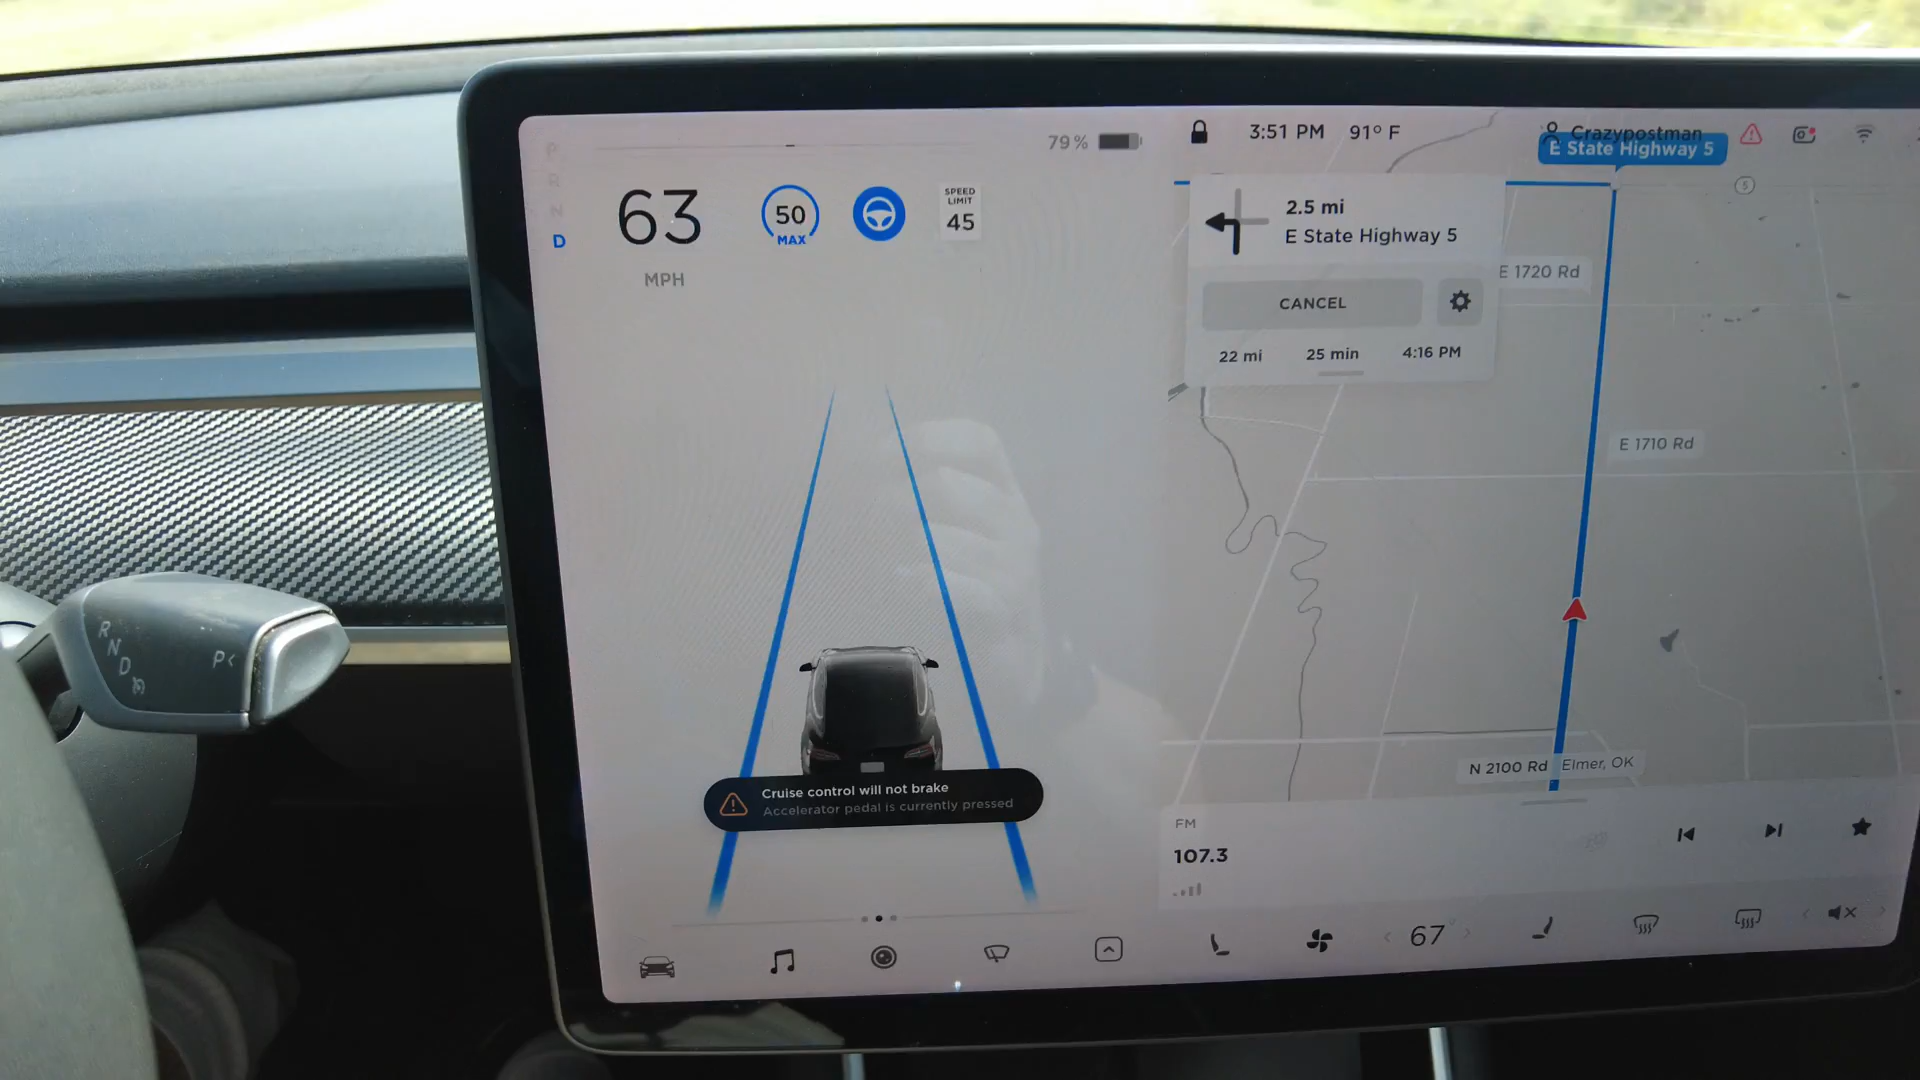 P
R
N
D
63
MPH
50
MAX
SPEED
LIMIT
45
79 %
3:51 PM 91° F
Crazypostman
E State Highway 5
5
2.5 mi
E State Highway 5
CANCEL
22 mi 25 min 4:16 PM
E 1720 Rd
E 1710 Rd
N 2100 Rd Elmer, OK
Cruise control will not brake
Accelerator pedal is currently pressed
FM
107.3
67
R
N
D
P<